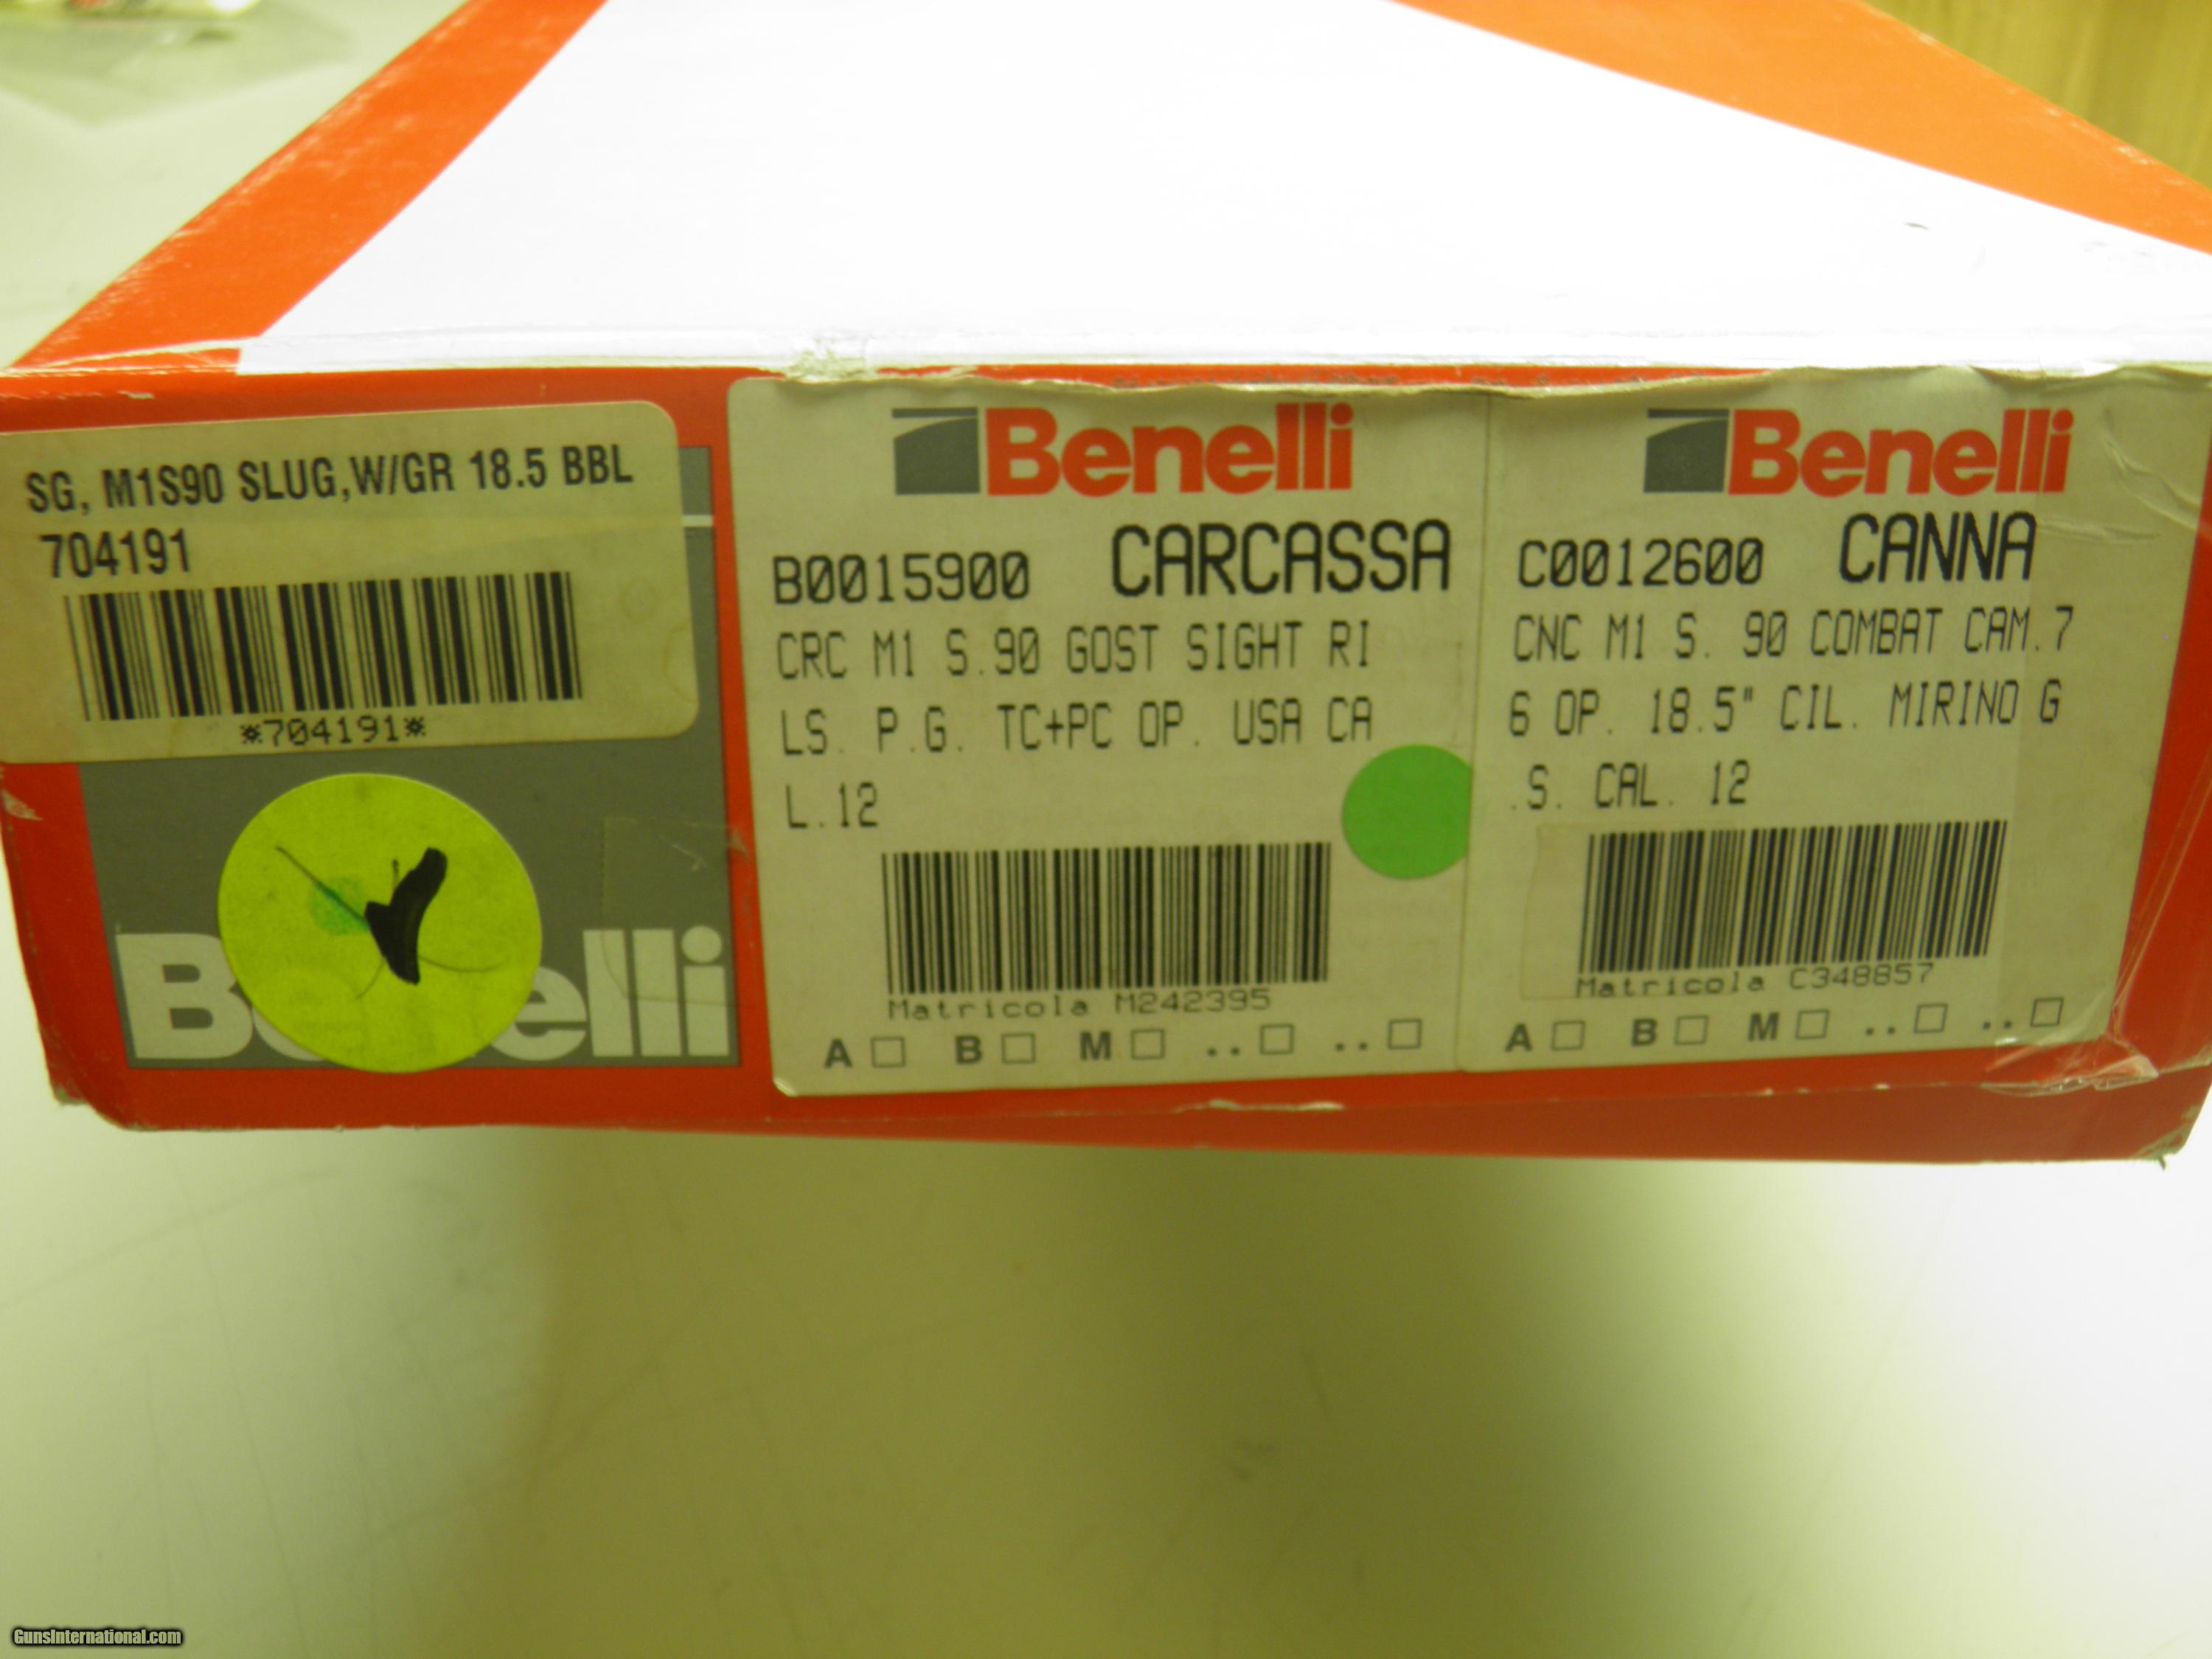 SG, M1S90 SLUG,W/GR 18.5 BBL
704191
*704191*
Benelli
CARCASSA
B0015900
CRC M1 S.90 GOST SIGHT RI
LS. P.G. TC+PC OP. USA CA
L.12
Matricola M242395
A B M .. ..
Benelli
C0012600 CANNA
CNC M1 S. 90 COMBAT CAM.7
6 OP. 18.5" CIL. MIRINO G
.S. CAL. 12
Matricola C348857
A B M .. ..
GunsInternational.com